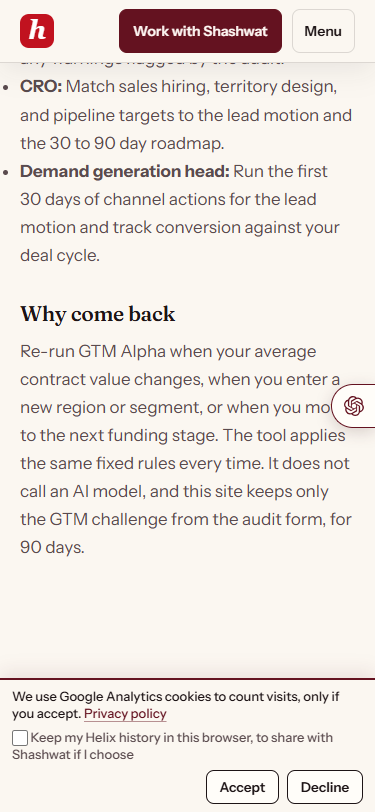 h
Work with Shashwat
Menu
any warnings flagged by the audit.
• CRO: Match sales hiring, territory design,
and pipeline targets to the lead motion and
the 30 to 90 day roadmap.
• Demand generation head: Run the first
30 days of channel actions for the lead
motion and track conversion against your
deal cycle.
Why come back
Re-run GTM Alpha when your average
contract value changes, when you enter a
new region or segment, or when you mo
to the next funding stage. The tool applies
the same fixed rules every time. It does not
call an AI model, and this site keeps only
the GTM challenge from the audit form, for
90 days.
We use Google Analytics cookies to count visits, only if
you accept. Privacy policy
Keep my Helix history in this browser, to share with
Shashwat if I choose
Accept
Decline